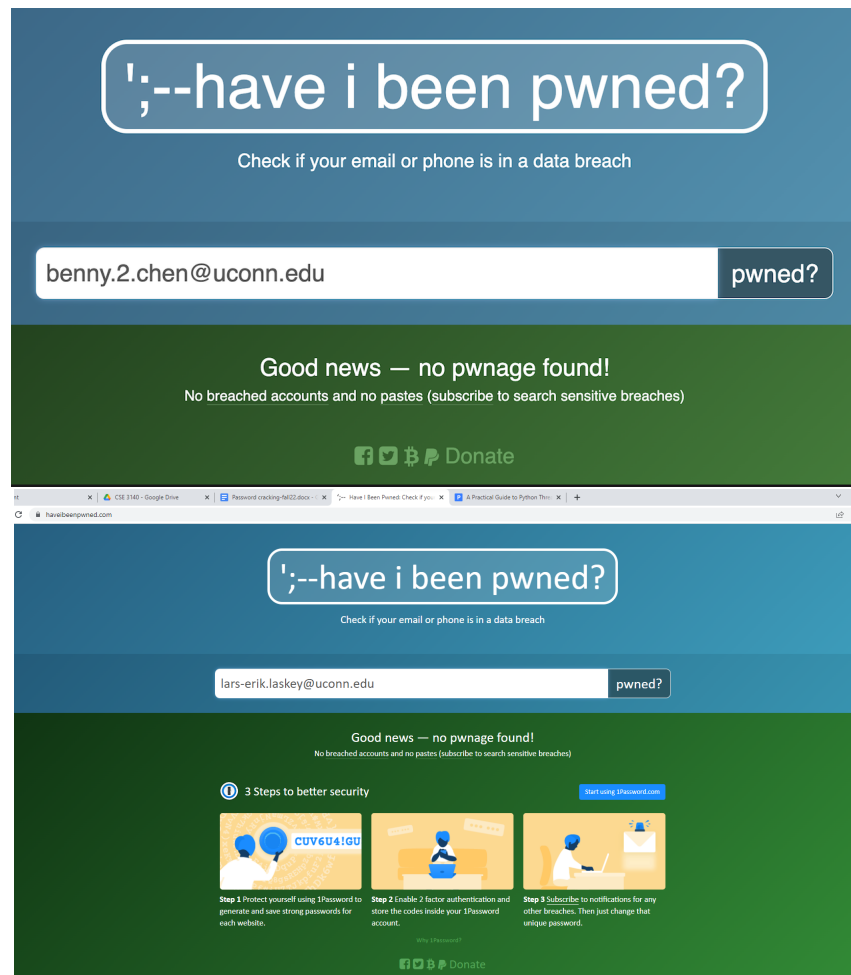 ';--have i been pwned?
Check if your email or phone is in a data breach
benny.2.chen@uconn.edu
pwned?
Good news — no pwnage found!
No breached accounts and no pastes (subscribe to search sensitive breaches)
Donate
CSE 3140 - Google Drive
Password cracking-fall22.docx -
';-- Have I Been Pwned: Check if you
A Practical Guide to Python Thre
haveibeenpwned.com
';--have i been pwned?
Check if your email or phone is in a data breach
lars-erik.laskey@uconn.edu
pwned?
Good news — no pwnage found!
No breached accounts and no pastes (subscribe to search sensitive breaches)
3 Steps to better security
Start using 1Password.com
CUV6U4!GU
Step 1 Protect yourself using 1Password to
generate and save strong passwords for
each website.
Step 2 Enable 2 factor authentication and
store the codes inside your 1Password
account.
Step 3 Subscribe to notifications for any
other breaches. Then just change that
unique password.
Why 1Password?
Donate